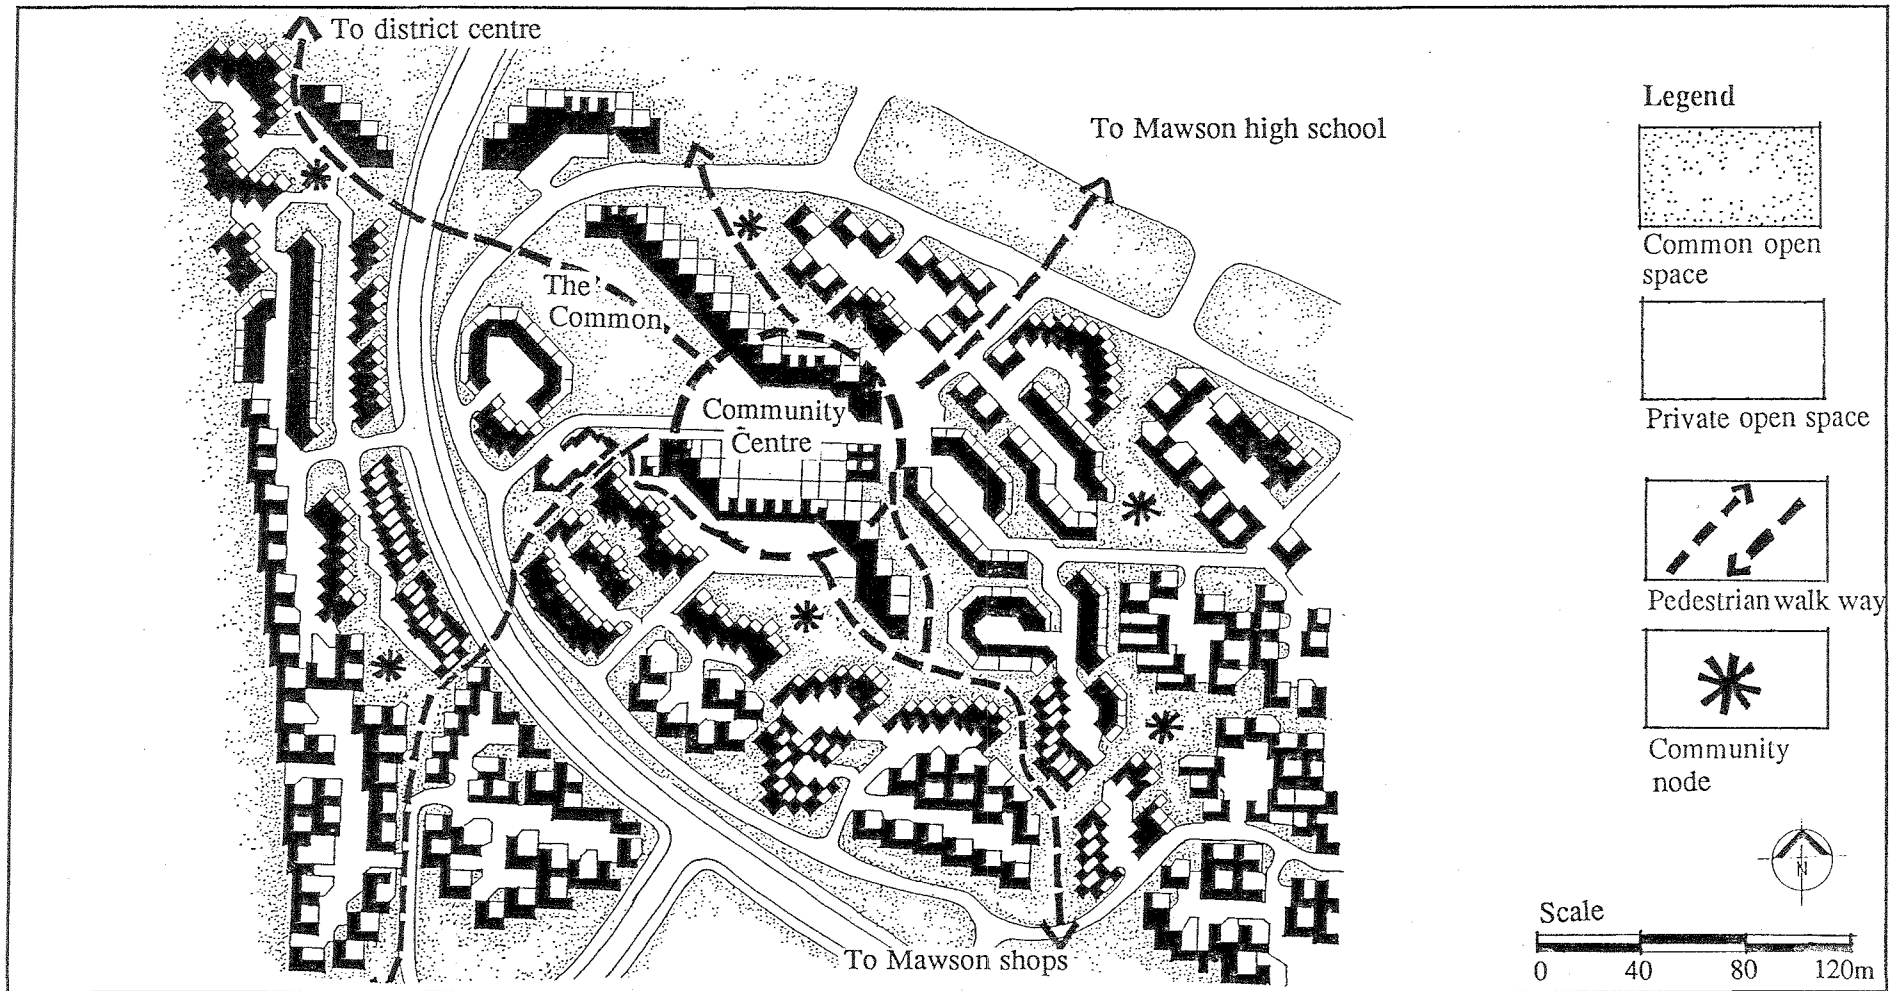 To district centre
To Mawson high school
The
Common
Community
Centre
To Mawson shops
Legend
Common open
space
Private open space
Pedestrian walk way
Community
node
N
Scale
0 40 80 120m